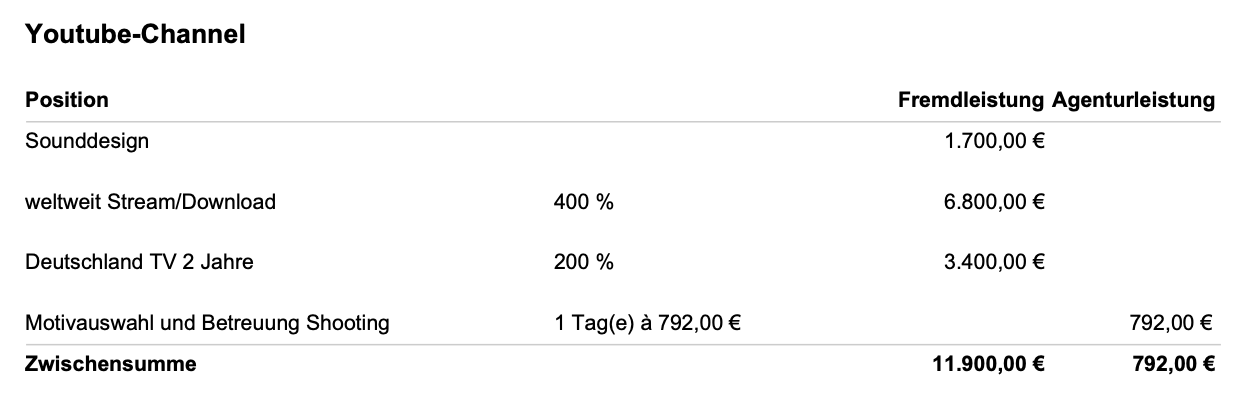 Youtube-Channel
Position Fremdleistung Agenturleistung
Sounddesign 1.700,00 €
weltweit Stream/Download 400 % 6.800,00 €
Deutschland TV 2 Jahre 200 % 3.400,00 €
Motivauswahl und Betreuung Shooting 1 Tag(e) à 792,00 € 792,00 €
Zwischensumme 11.900,00 € 792,00 €